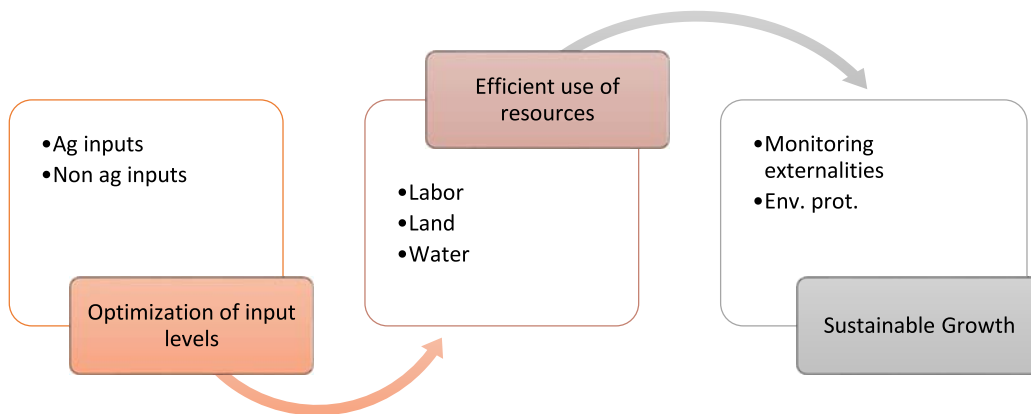 •Ag inputs
•Non ag inputs
Optimization of input
levels
Efficient use of
resources
•Labor
•Land
•Water
•Monitoring
externalities
•Env. prot.
Sustainable Growth